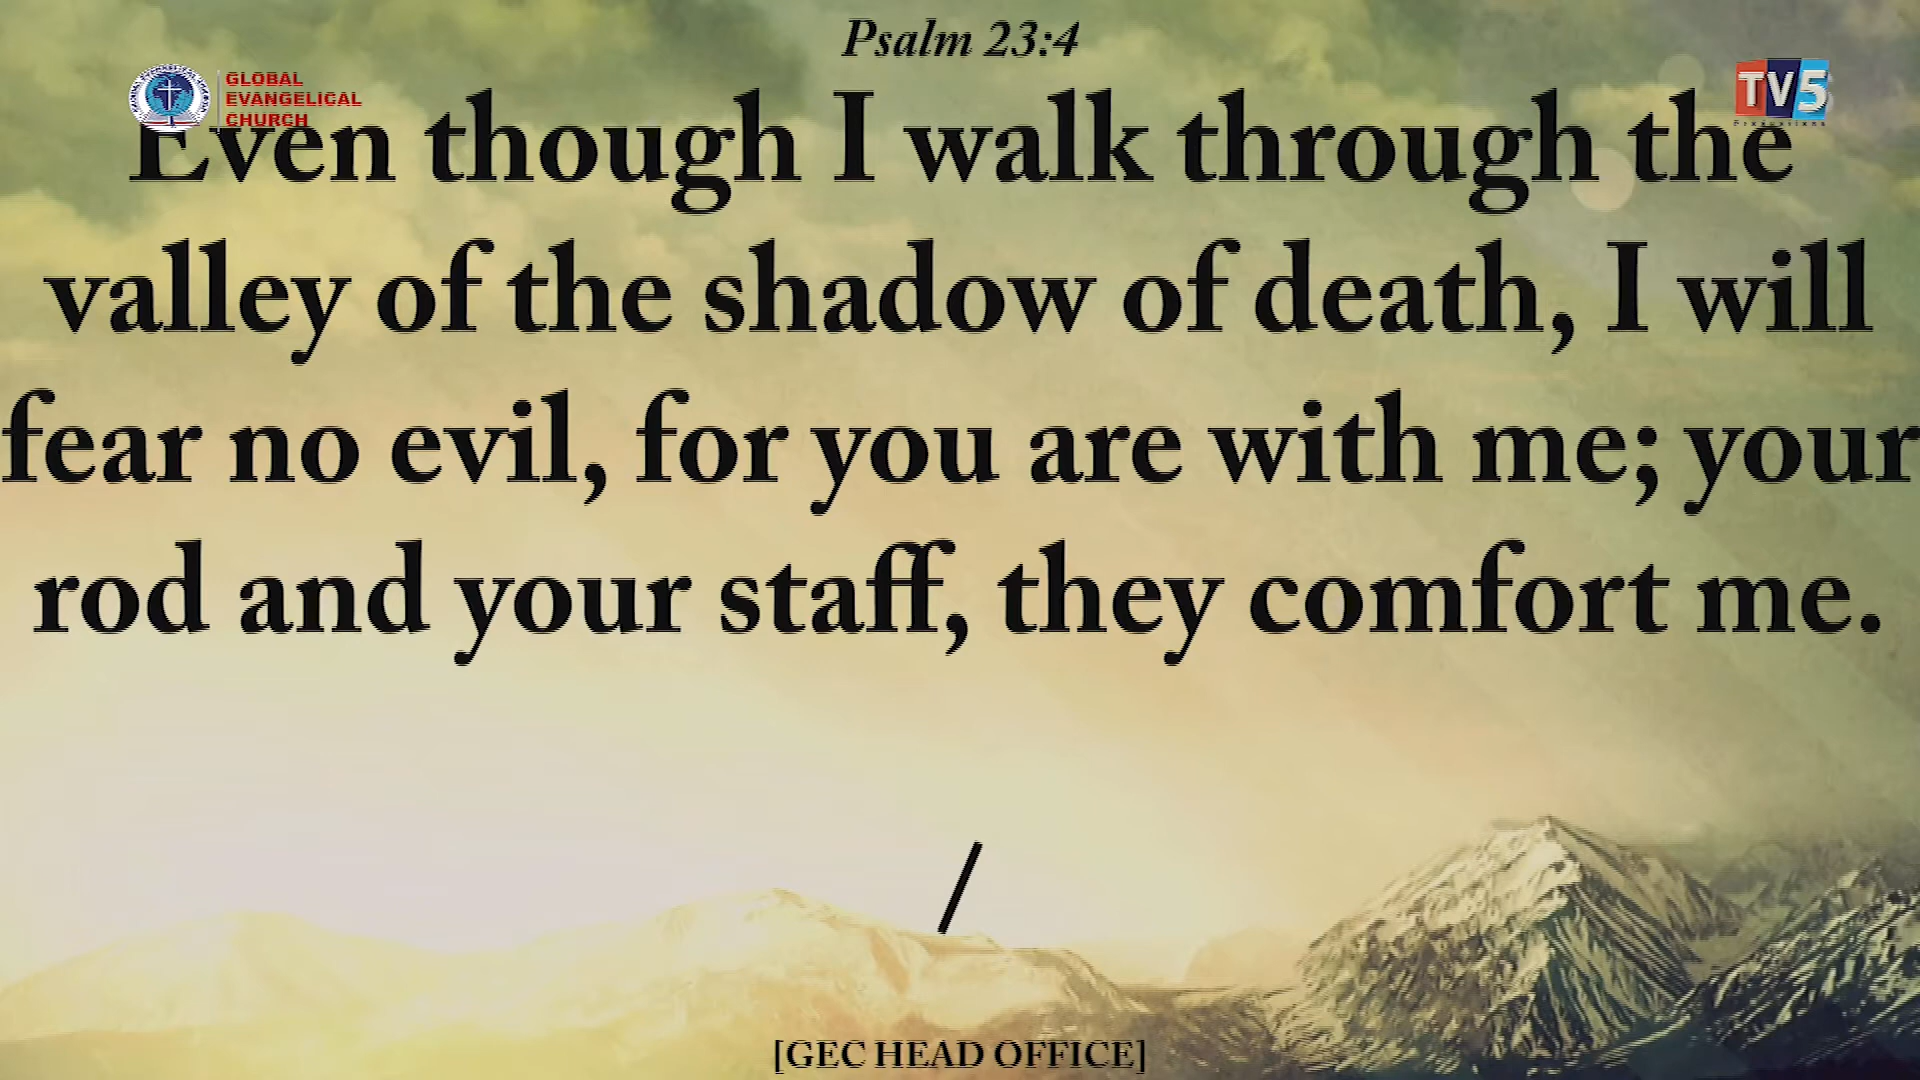 Psalm 23:4
GLOBAL
EVANGELICAL
CHURCH
TV5
Even though I walk through the
valley of the shadow of death, I will
fear no evil, for you are with me; your
rod and your staff, they comfort me.
/
[GEC HEAD OFFICE]